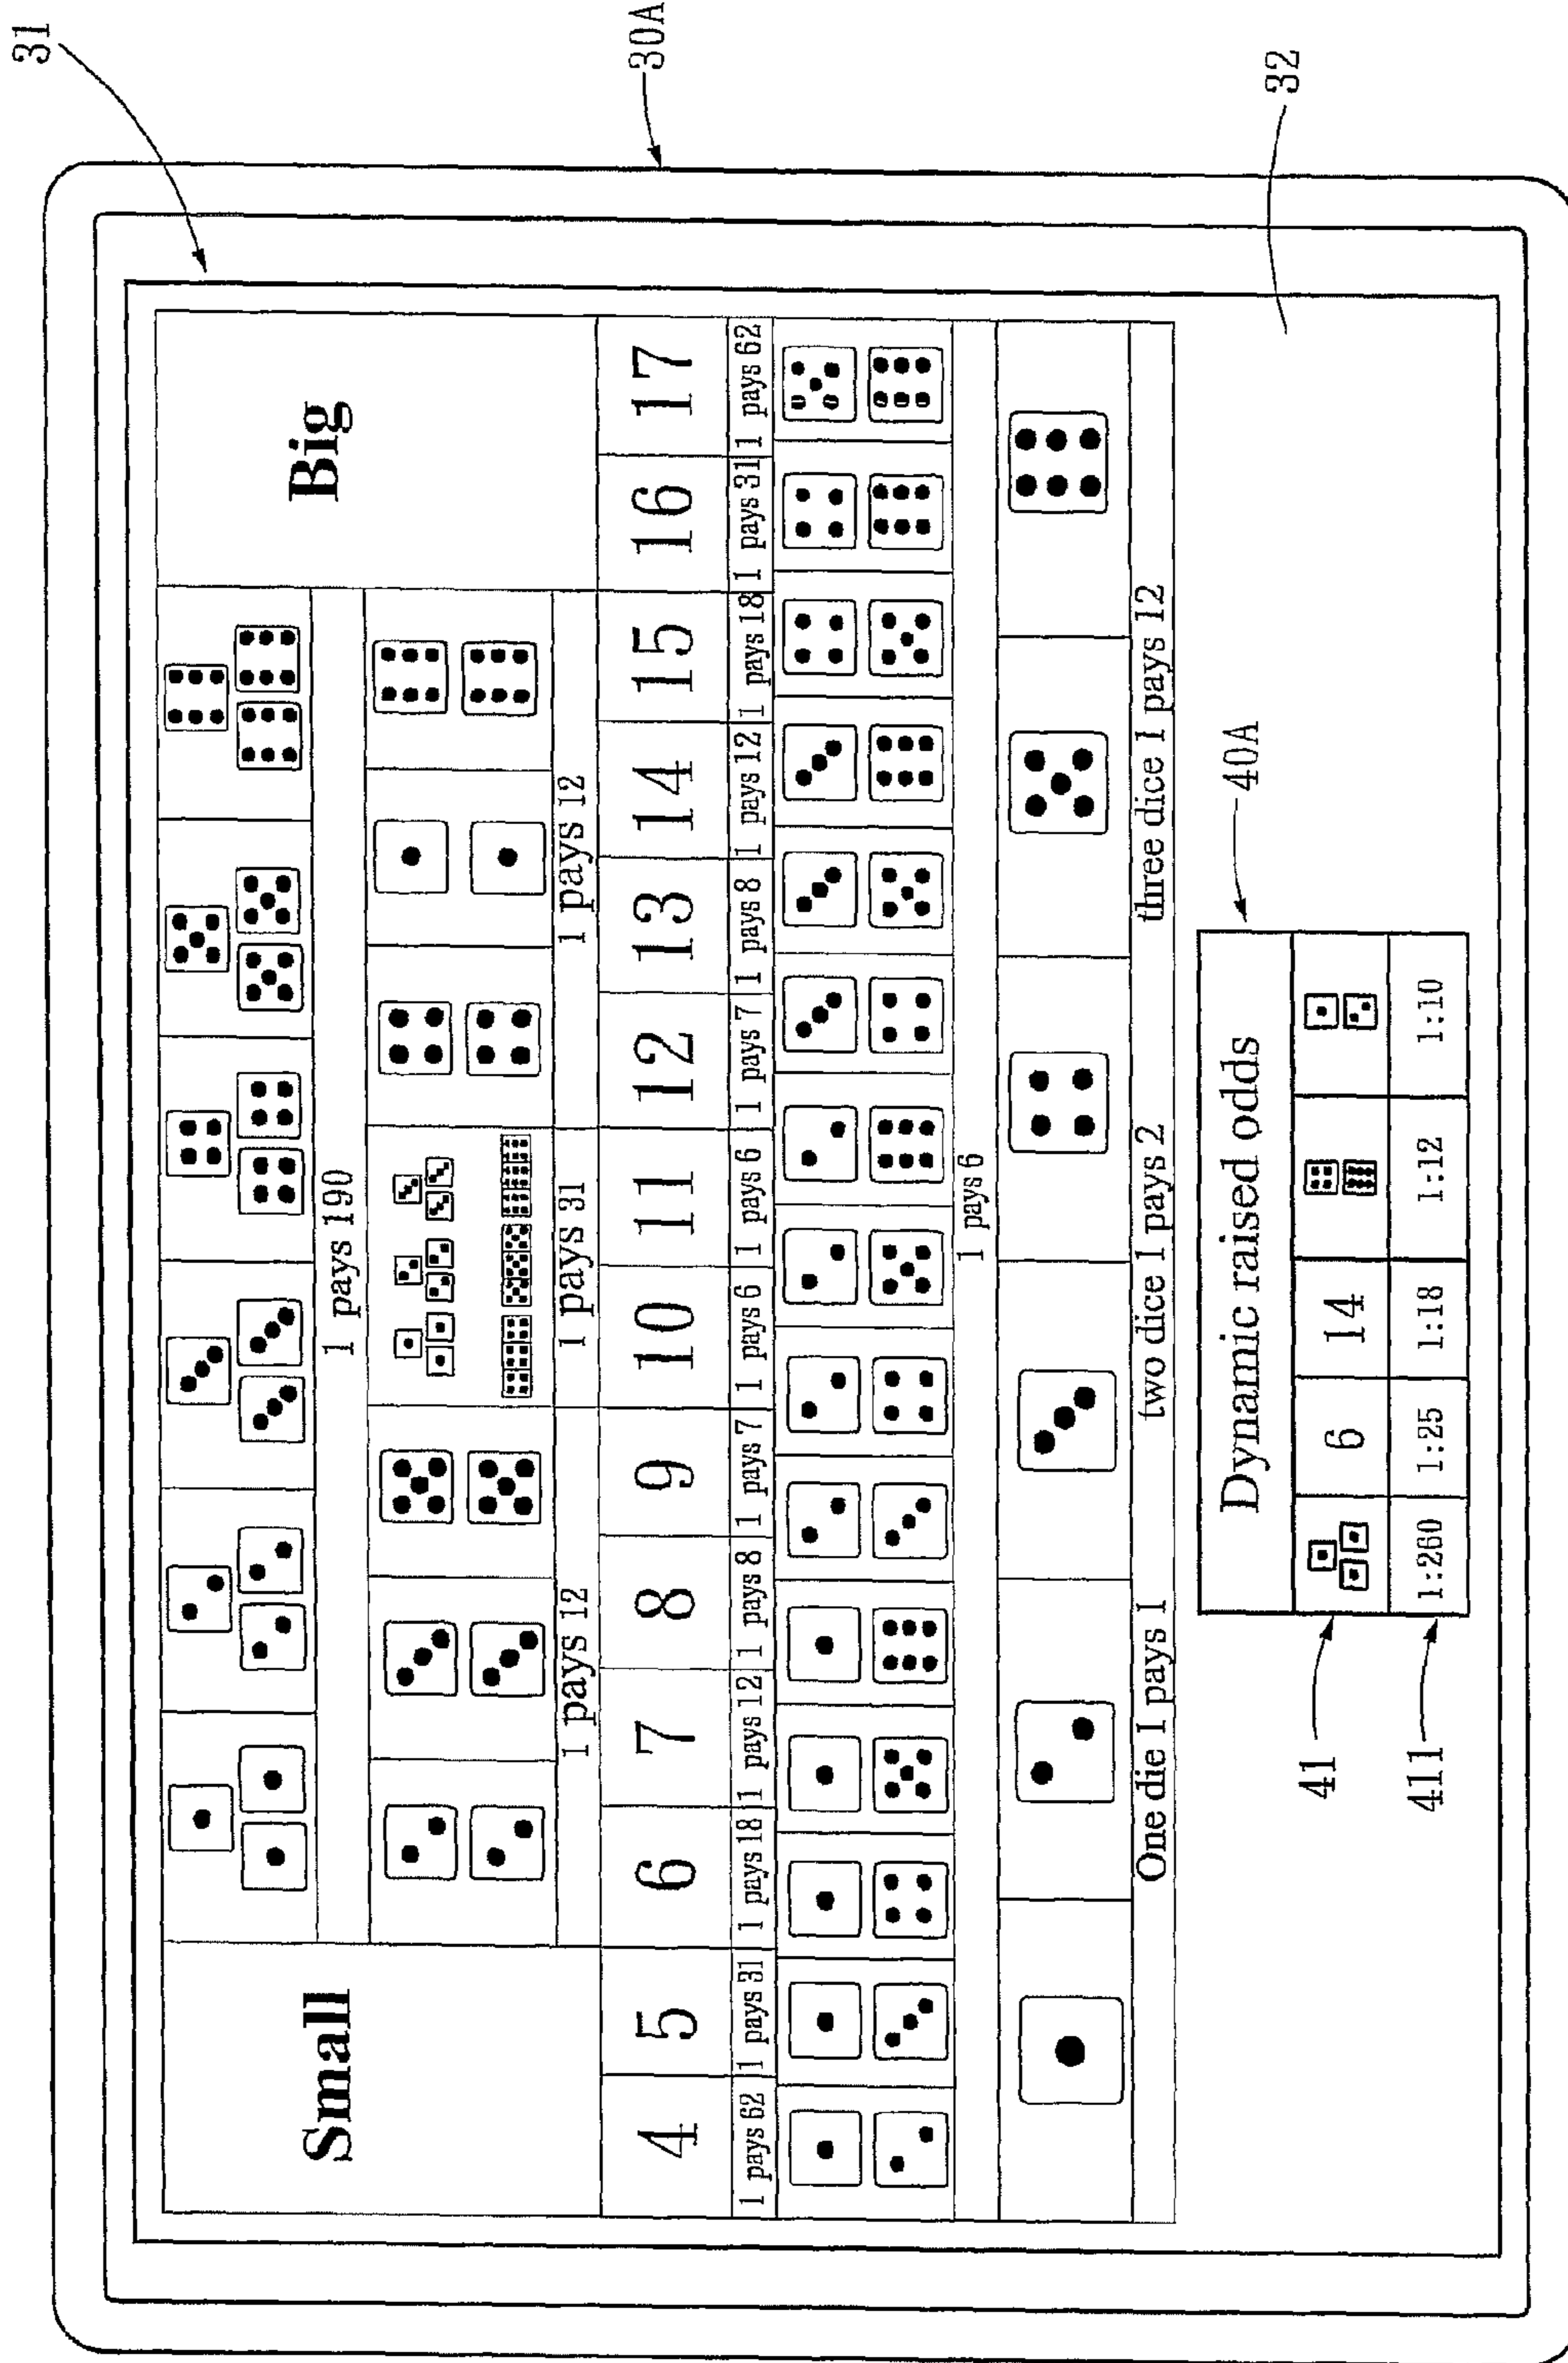 31
30A
Small
Big
1 pays 190
1 pays 12
1 pays 31
1 pays 12
4 5 6 7 8 9 10 11 12 13 14 15 16 17
1 pays 62 1 pays 31 1 pays 18 1 pays 12 1 pays 8 1 pays 7 1 pays 6 1 pays 6 1 pays 7 1 pays 8 1 pays 12 1 pays 18 1 pays 31 1 pays 62
1 pays 6
One die 1 pays 1 two dice 1 pays 2 three dice 1 pays 12
32
40A
Dynamic raised odds
41
6 14
411
1:260 1:25 1:18 1:12 1:10